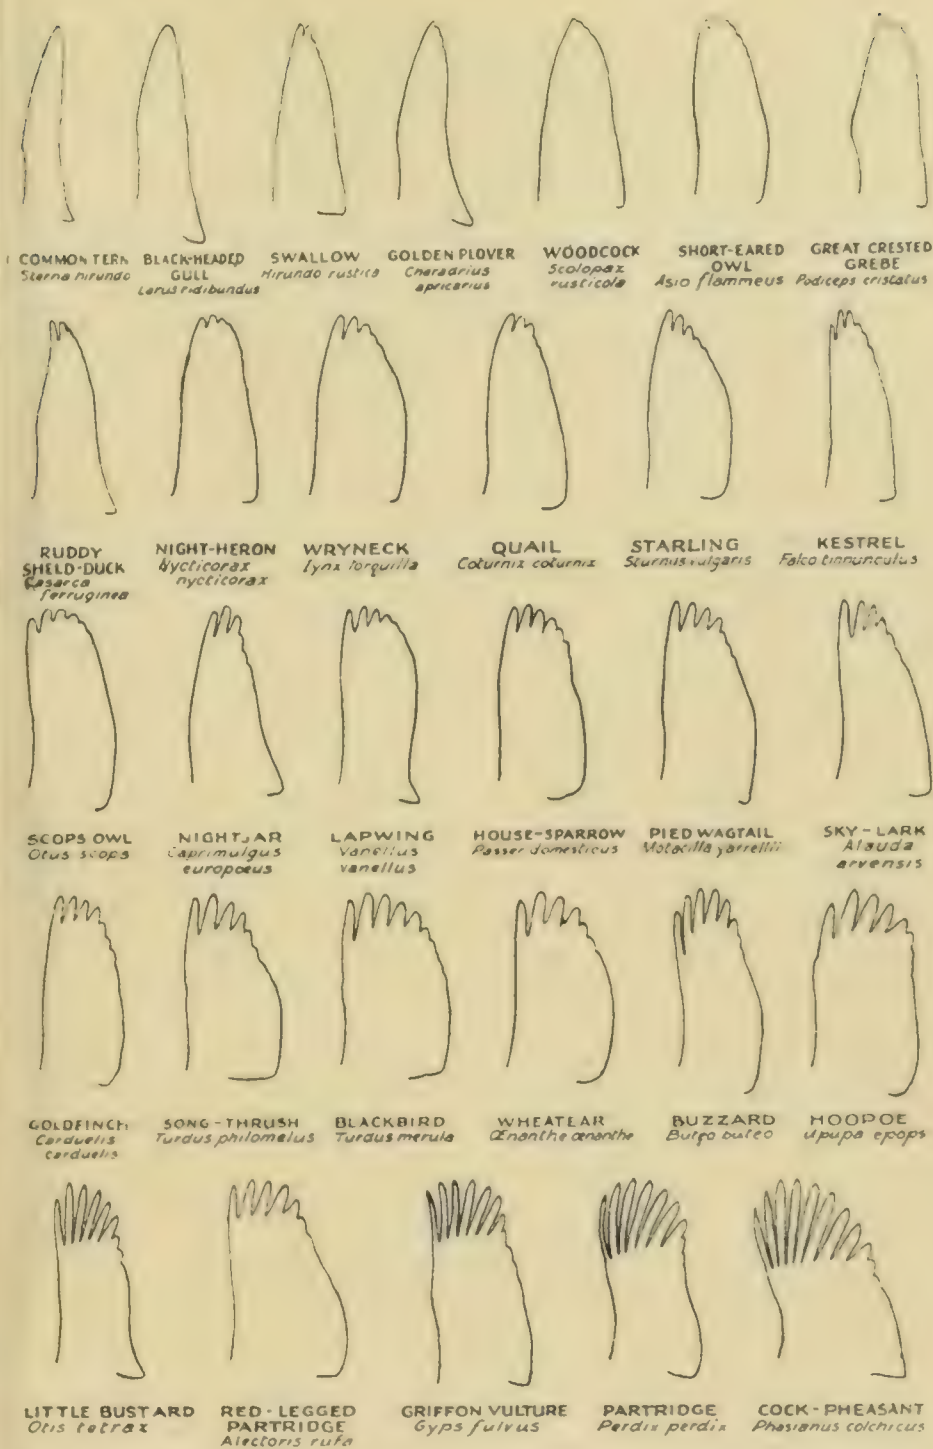 COMMON TERN
Sterna hirundo
BLACK-HEADED
GULL
Larus ridibundus
SWALLOW
Hirundo rustica
GOLDEN PLOVER
Charadrius
apricarius
WOODCOCK
Scolopax
rusticola
SHORT-EARED
OWL
Asio flammeus
GREAT CRESTED
GREBE
Podiceps cristatus
RUDDY
SHELD-DUCK
Casarca
ferruginea
NIGHT-HERON
Nycticorax
nycticorax
WRYNECK
Iynx torquilla
QUAIL
Coturnix coturnix
STARLING
Sturnus vulgaris
KESTREL
Falco tinnunculus
SCOPS OWL
Otus scops
NIGHTJAR
Caprimulgus
europoeus
LAPWING
Vanellus
vanellus
HOUSE-SPARROW
Passer domesticus
PIED WAGTAIL
Motacilla yarrellii
SKY-LARK
Alauda
arvensis
GOLDFINCH
Carduelis
carduelis
SONG-THRUSH
Turdus philomelus
BLACKBIRD
Turdus merula
WHEATEAR
Œnanthe œnanthe
BUZZARD
Buteo buteo
HOOPOE
Upupa epops
LITTLE BUSTARD
Otis tetrax
RED-LEGGED
PARTRIDGE
Alectoris rufa
GRIFFON VULTURE
Gyps fulvus
PARTRIDGE
Perdix perdix
COCK-PHEASANT
Phasianus colchicus